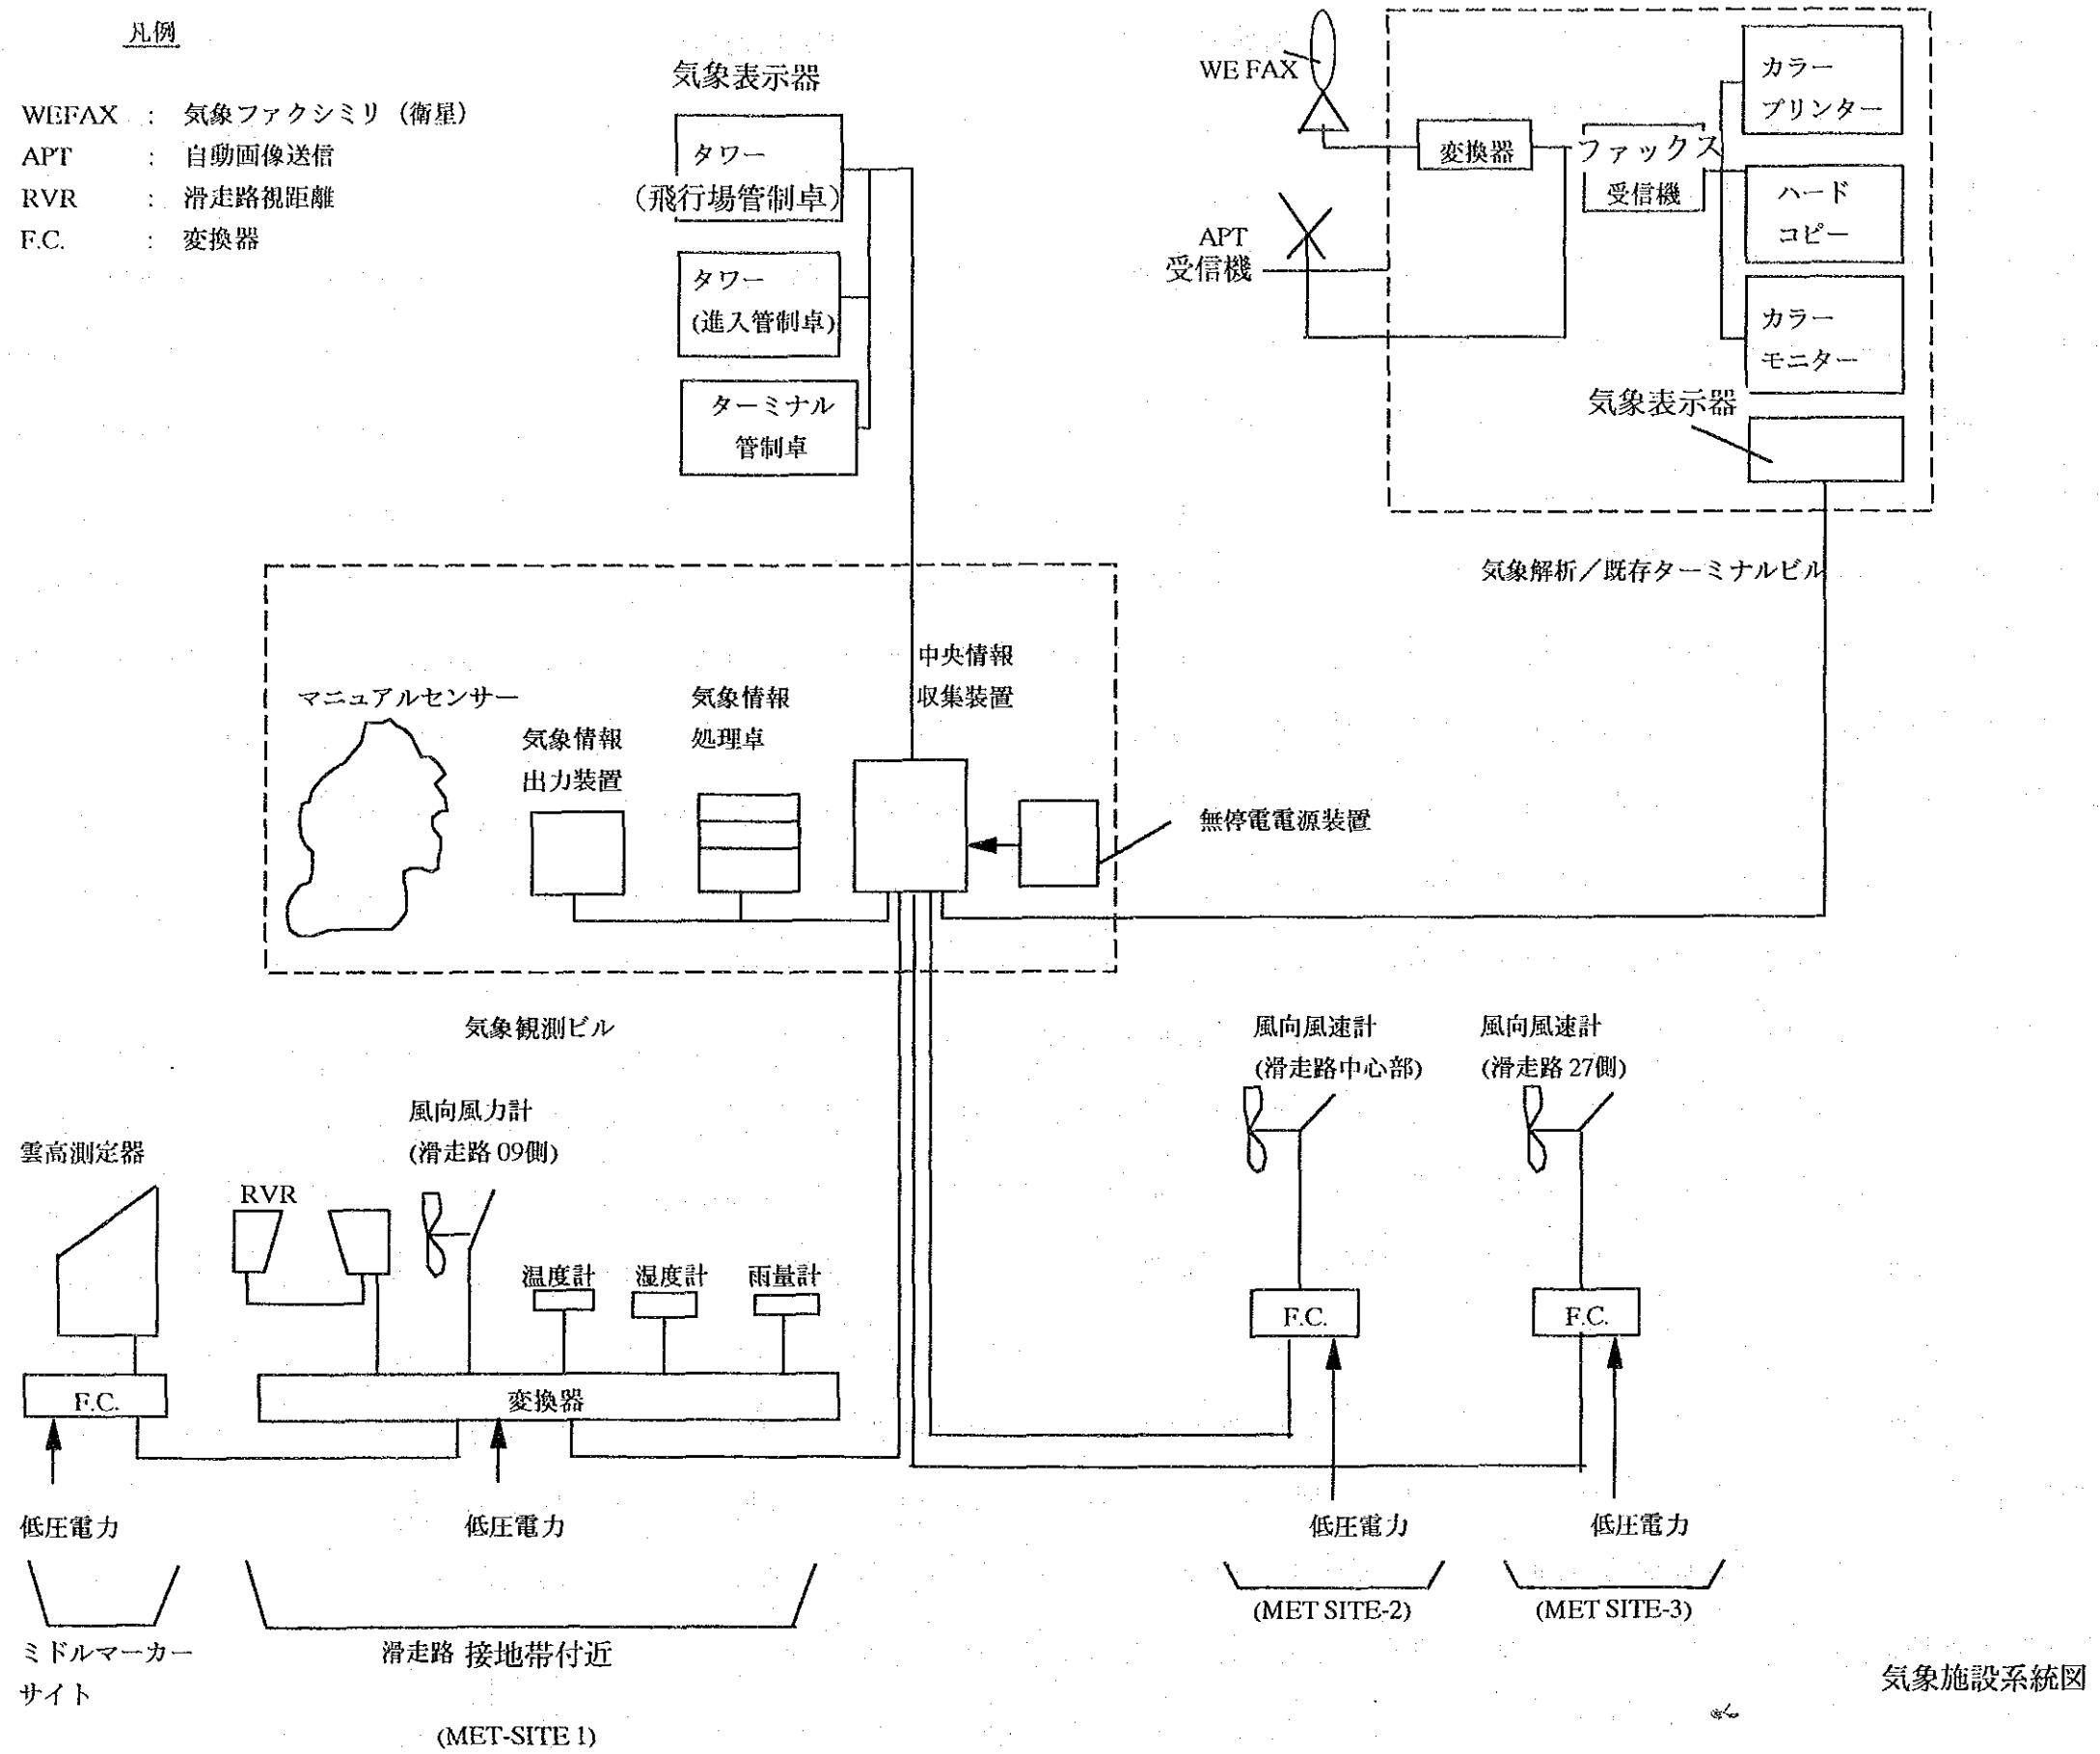 凡例
WEFAX : 気象ファクシミリ（衛星）
APT : 自動画像送信
RVR : 滑走路視距離
F.C. : 変換器
気象表示器
タワー
（飛行場管制卓）
タワー
(進入管制卓)
ターミナル
管制卓
WE FAX
APT
受信機
変換器
ファックス
受信機
カラー
プリンター
ハード
コピー
カラー
モニター
気象表示器
気象解析／既存ターミナルビル
マニュアルセンサー
気象情報
出力装置
気象情報
処理卓
中央情報
収集装置
無停電電源装置
気象観測ビル
雲高測定器
RVR
風向風力計
(滑走路 09側)
温度計
湿度計
雨量計
風向風速計
(滑走路中心部)
風向風速計
(滑走路 27側)
F.C.
変換器
F.C.
F.C.
低圧電力
低圧電力
低圧電力
低圧電力
ミドルマーカー
サイト
滑走路 接地帯付近
(MET-SITE 1)
(MET SITE-2)
(MET SITE-3)
気象施設系統図